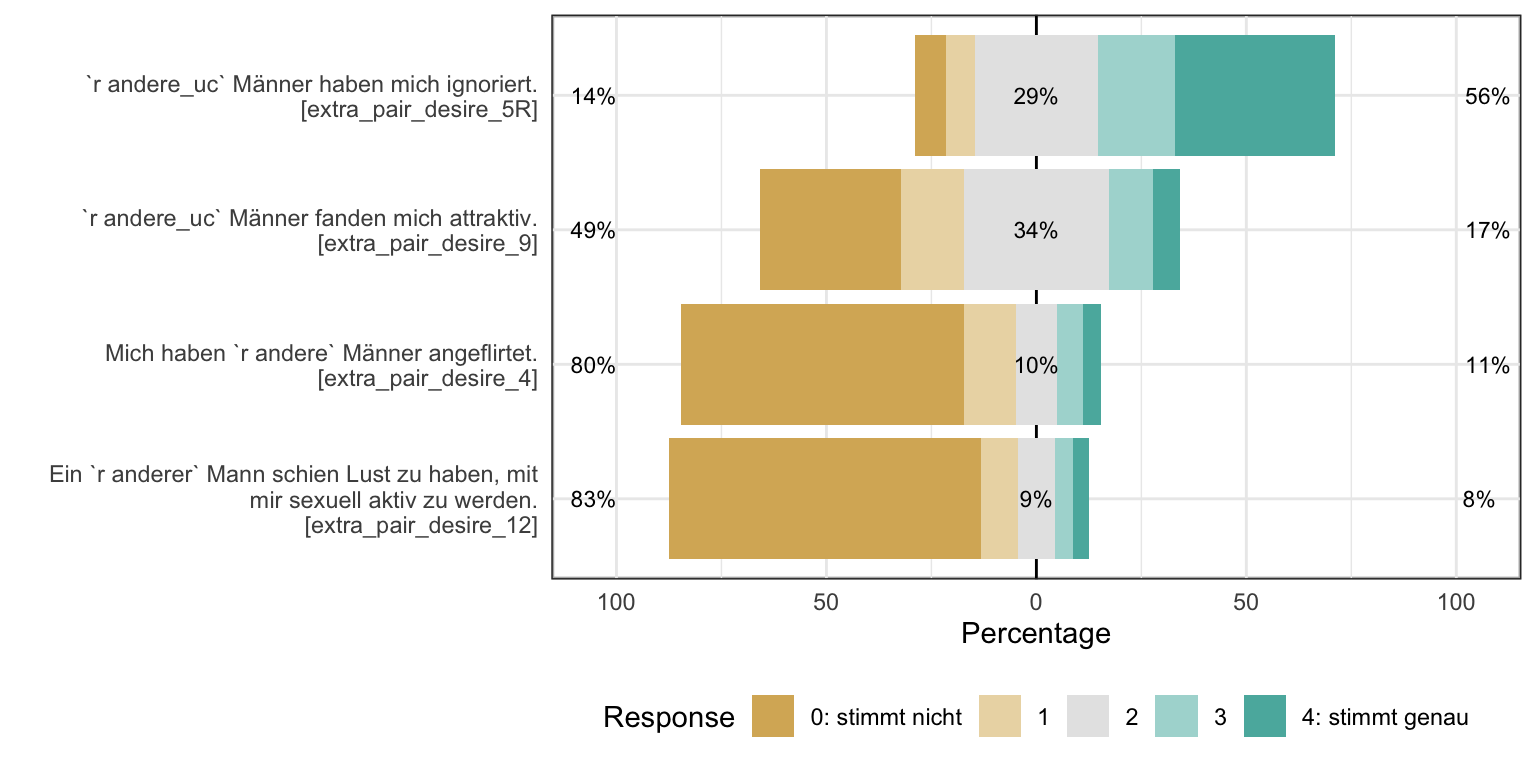 `r andere_uc` Männer haben mich ignoriert.
[extra_pair_desire_5R]
14%
29%
56%
`r andere_uc` Männer fanden mich attraktiv.
[extra_pair_desire_9]
49%
34%
17%
Mich haben `r andere` Männer angeflirtet.
[extra_pair_desire_4]
80%
10%
11%
Ein `r anderer` Mann schien Lust zu haben, mit
mir sexuell aktiv zu werden.
[extra_pair_desire_12]
83%
9%
8%
100 50 0 50 100
Percentage
Response 0: stimmt nicht 1 2 3 4: stimmt genau